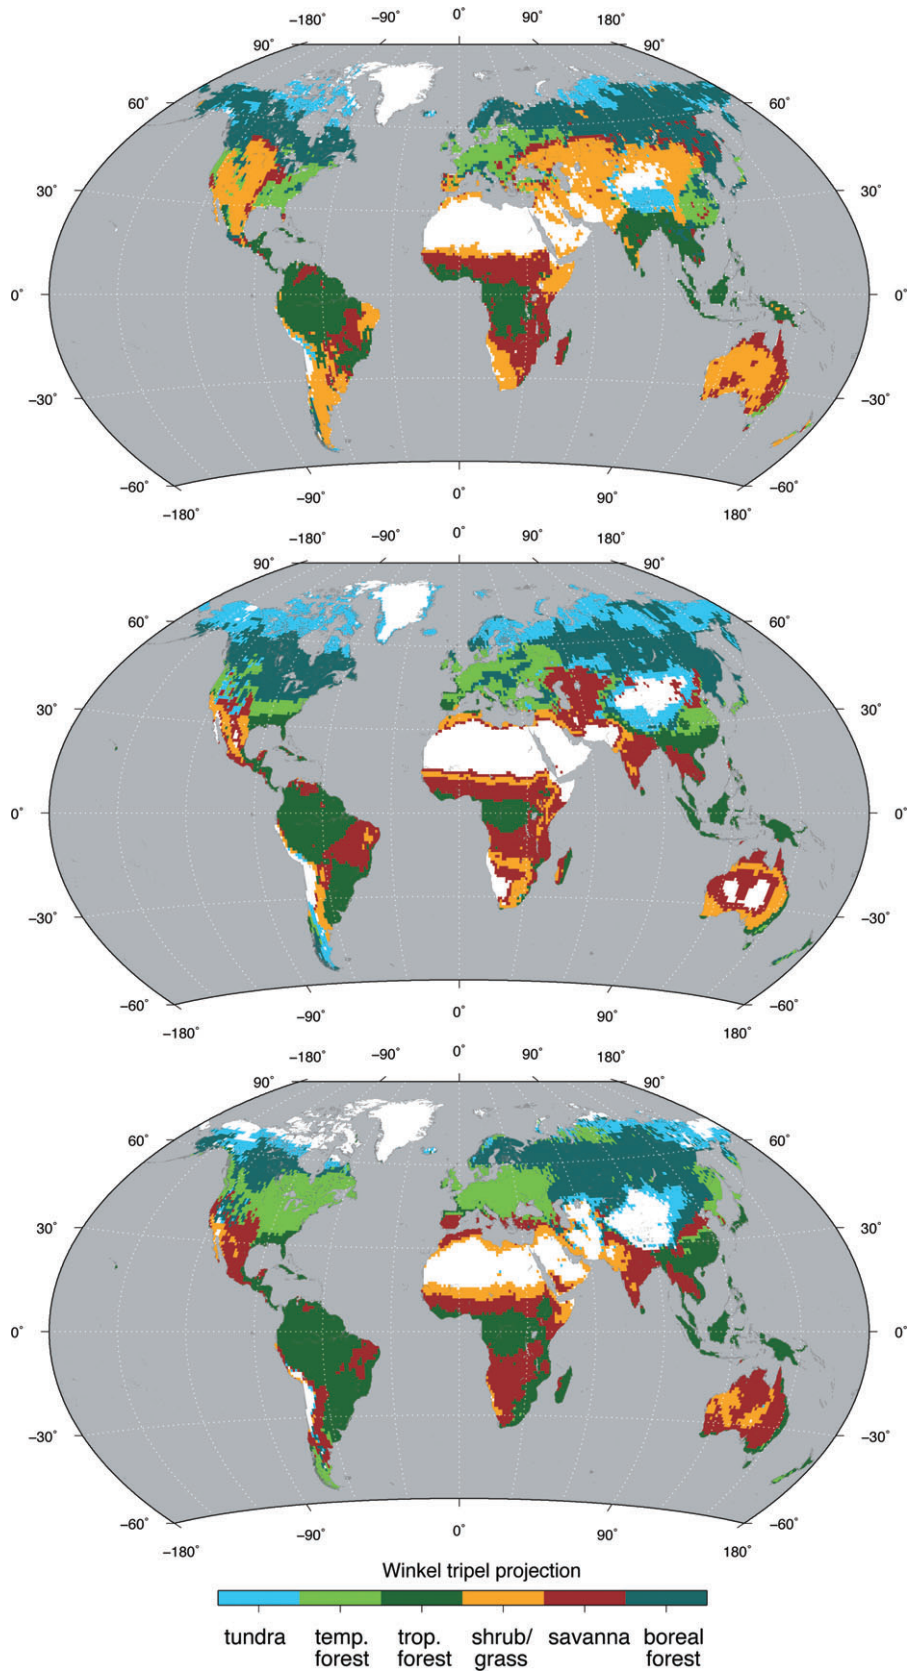 -180° -90° 0° 90° 180°
90° 90°
60° 60°
30° 30°
0° 0°
−30° −30°
−60° −60°
−180° −90° 0° 90° 180°
−180° −90° 0° 90° 180°
90° 90°
60° 60°
30° 30°
0° 0°
−30° −30°
−60° −60°
−180° −90° 0° 90° 180°
−180° −90° 0° 90° 180°
90° 90°
60° 60°
30° 30°
0° 0°
−30° −30°
−60° −60°
−180° −90° 0° 90° 180°
Winkel tripel projection
tundra temp. trop. shrub/ savanna boreal
forest forest grass forest